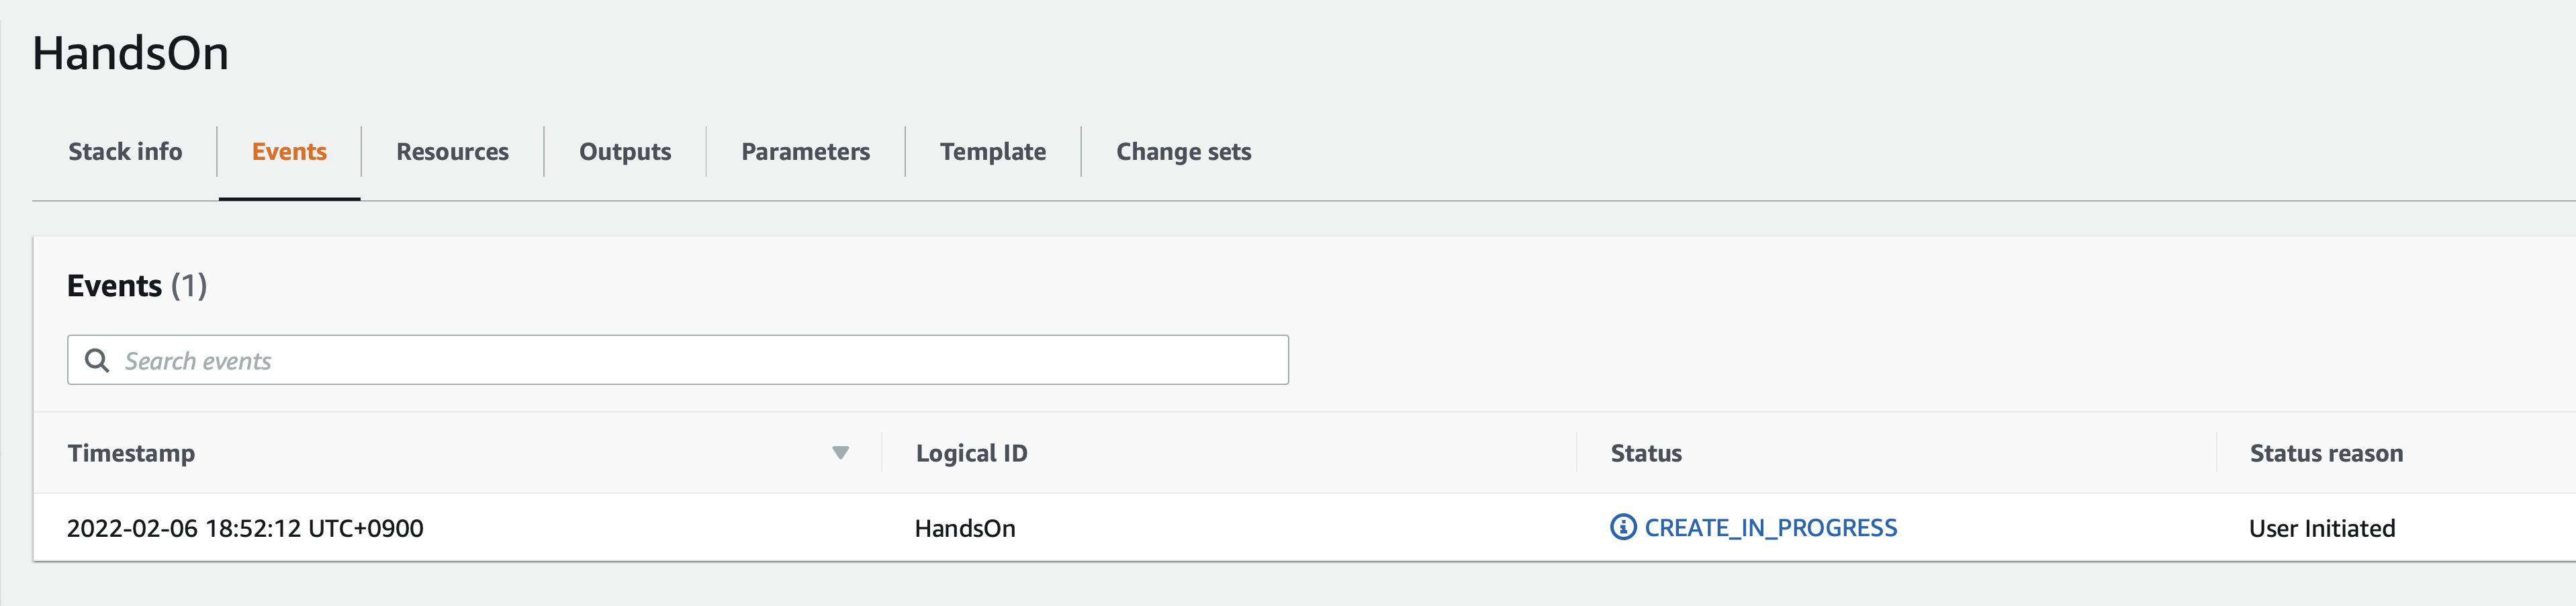 HandsOn
Stack info Events Resources Outputs Parameters Template Change sets
Events (1)
Search events
Timestamp Logical ID Status Status reason
2022-02-06 18:52:12 UTC+0900 HandsOn CREATE_IN_PROGRESS User Initiated